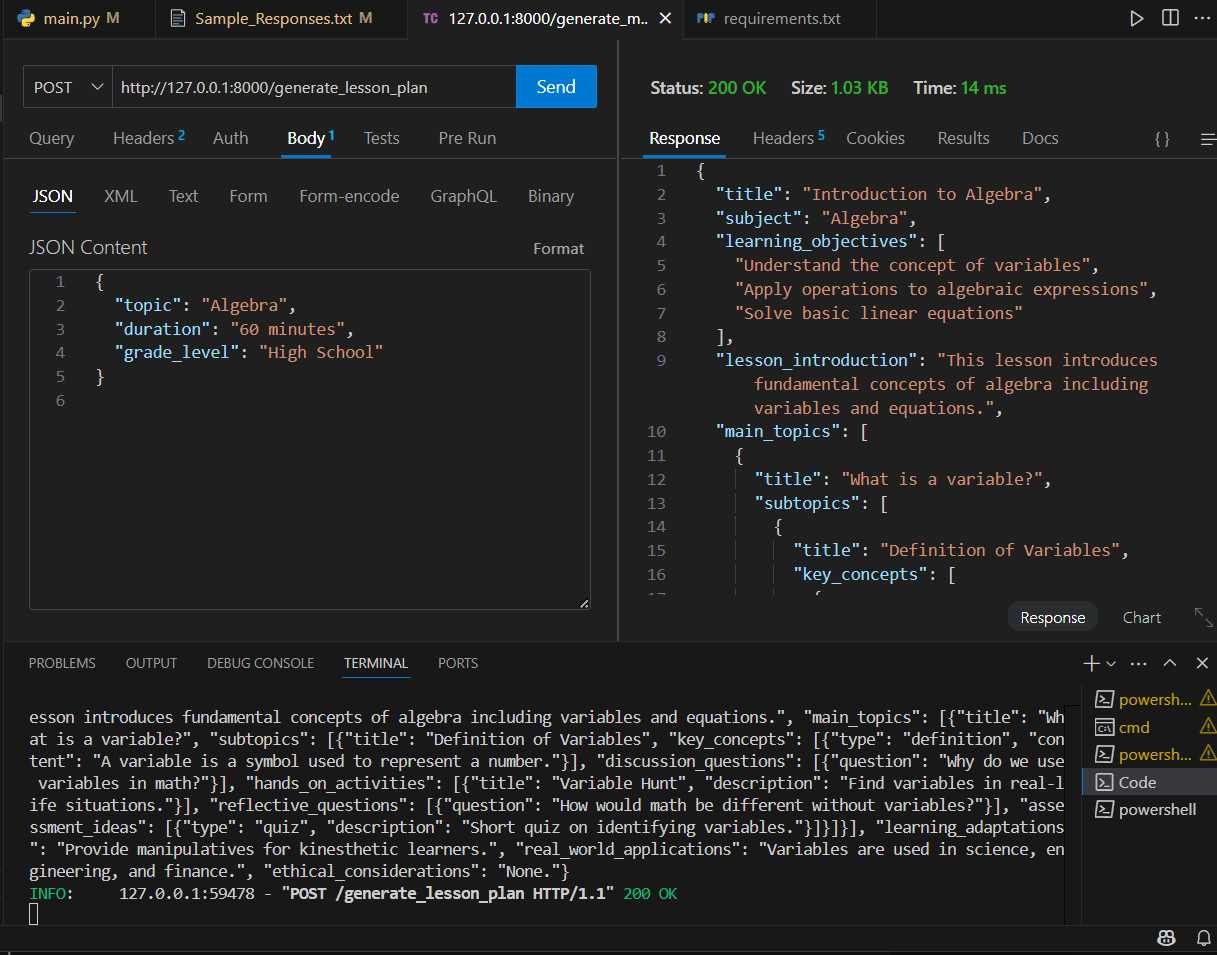 main.py M
Sample_Responses.txt M
TC 127.0.0.1:8000/generate_m..
requirements.txt
POST http://127.0.0.1:8000/generate_lesson_plan Send
Query Headers 2 Auth Body 1 Tests Pre Run
JSON XML Text Form Form-encode GraphQL Binary
JSON Content Format
1 {
2 "topic": "Algebra",
3 "duration": "60 minutes",
4 "grade_level": "High School"
5 }
6
Status: 200 OK Size: 1.03 KB Time: 14 ms
Response Headers 5 Cookies Results Docs { }
1 {
2 "title": "Introduction to Algebra",
3 "subject": "Algebra",
4 "learning_objectives": [
5 "Understand the concept of variables",
6 "Apply operations to algebraic expressions",
7 "Solve basic linear equations"
8 ],
9 "lesson_introduction": "This lesson introduces
fundamental concepts of algebra including
variables and equations.",
10 "main_topics": [
11 {
12 "title": "What is a variable?",
13 "subtopics": [
14 {
15 "title": "Definition of Variables",
16 "key_concepts": [
17 {
Response Chart
PROBLEMS OUTPUT DEBUG CONSOLE TERMINAL PORTS
esson introduces fundamental concepts of algebra including variables and equations.", "main_topics": [{"title": "Wh
at is a variable?", "subtopics": [{"title": "Definition of Variables", "key_concepts": [{"type": "definition", "con
tent": "A variable is a symbol used to represent a number."}], "discussion_questions": [{"question": "Why do we use
 variables in math?"}], "hands_on_activities": [{"title": "Variable Hunt", "description": "Find variables in real-l
ife situations."}], "reflective_questions": [{"question": "How would math be different without variables?"}], "asse
ssment_ideas": [{"type": "quiz", "description": "Short quiz on identifying variables."}]}]}], "learning_adaptations
": "Provide manipulatives for kinesthetic learners.", "real_world_applications": "Variables are used in science, en
gineering, and finance.", "ethical_considerations": "None."}
INFO: 127.0.0.1:59478 - "POST /generate_lesson_plan HTTP/1.1" 200 OK
powersh...
cmd
powersh...
Code
powershell